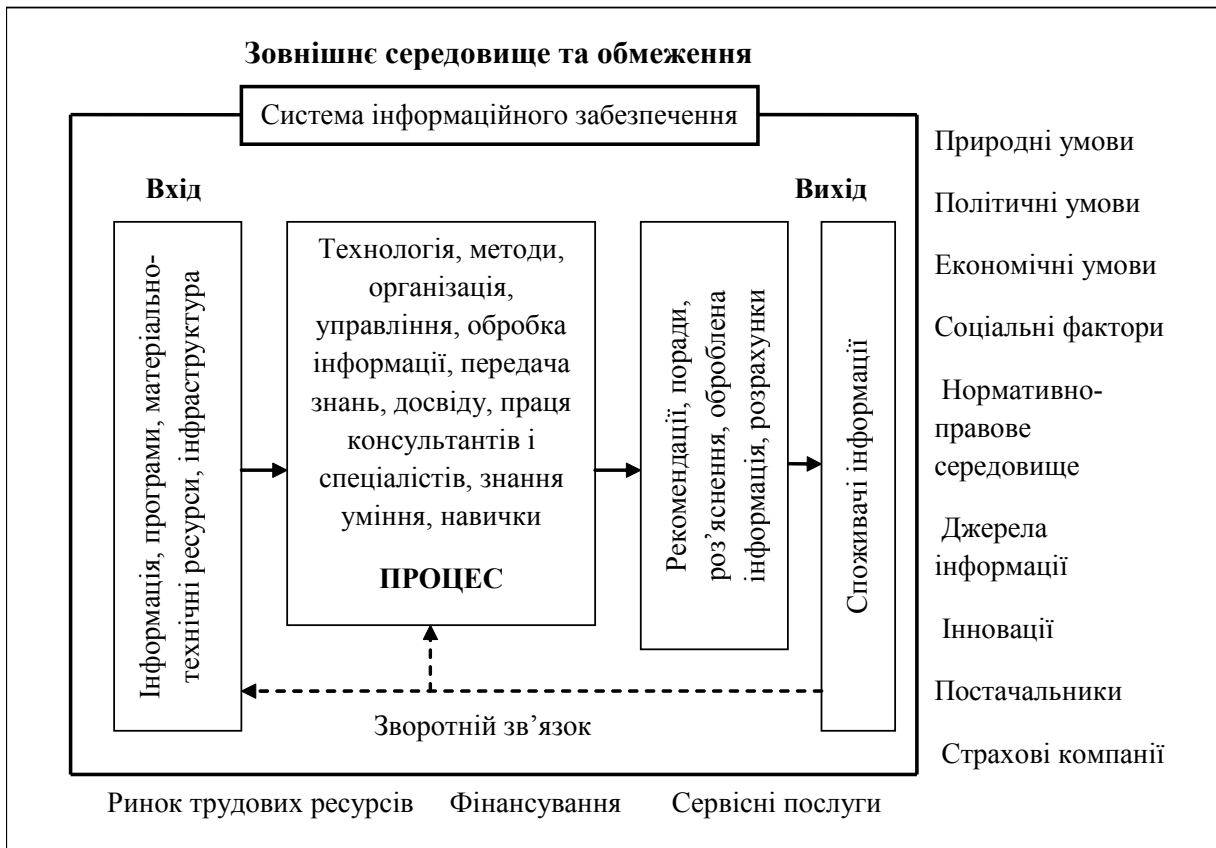 Зовнішнє середовище та обмеження
Система інформаційного забезпечення
Вхід
Інформація, програми, матеріально-
технічні ресурси, інфраструктура
Технологія, методи,
організація,
управління, обробка
інформації, передача
знань, досвіду, праця
консультантів і
спеціалістів, знання
уміння, навички
ПРОЦЕС
Вихід
Рекомендації, поради,
роз’яснення, оброблена
інформація, розрахунки
Споживачі інформації
Зворотній зв’язок
Природні умови
Політичні умови
Економічні умови
Соціальні фактори
Нормативно-
правове
середовище
Джерела
інформації
Інновації
Постачальники
Страхові компанії
Ринок трудових ресурсів Фінансування Сервісні послуги